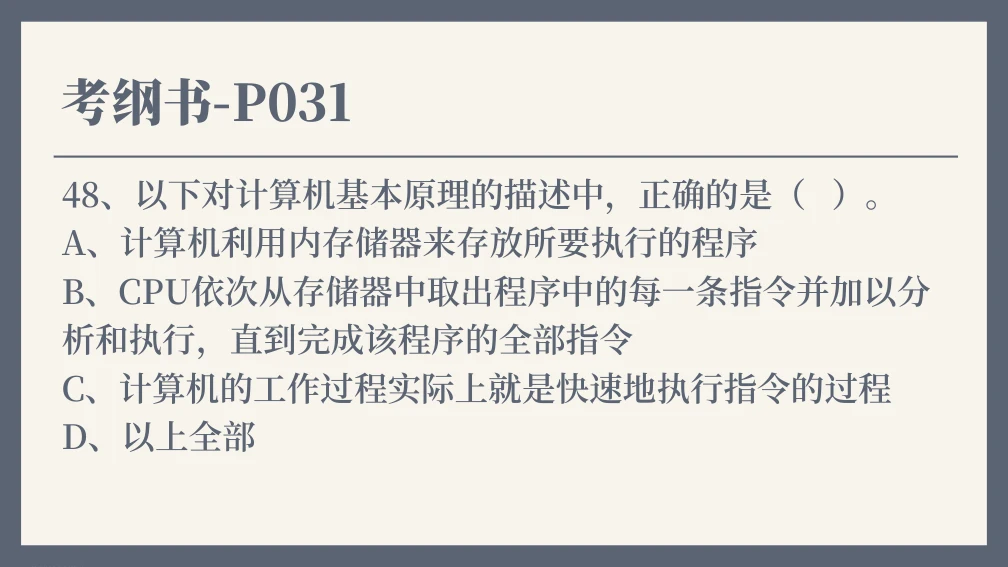 考纲书-P031
48、以下对计算机基本原理的描述中，正确的是（ ）。
A、计算机利用内存储器来存放所要执行的程序
B、CPU依次从存储器中取出程序中的每一条指令并加以分
析和执行，直到完成该程序的全部指令
C、计算机的工作过程实际上就是快速地执行指令的过程
D、以上全部